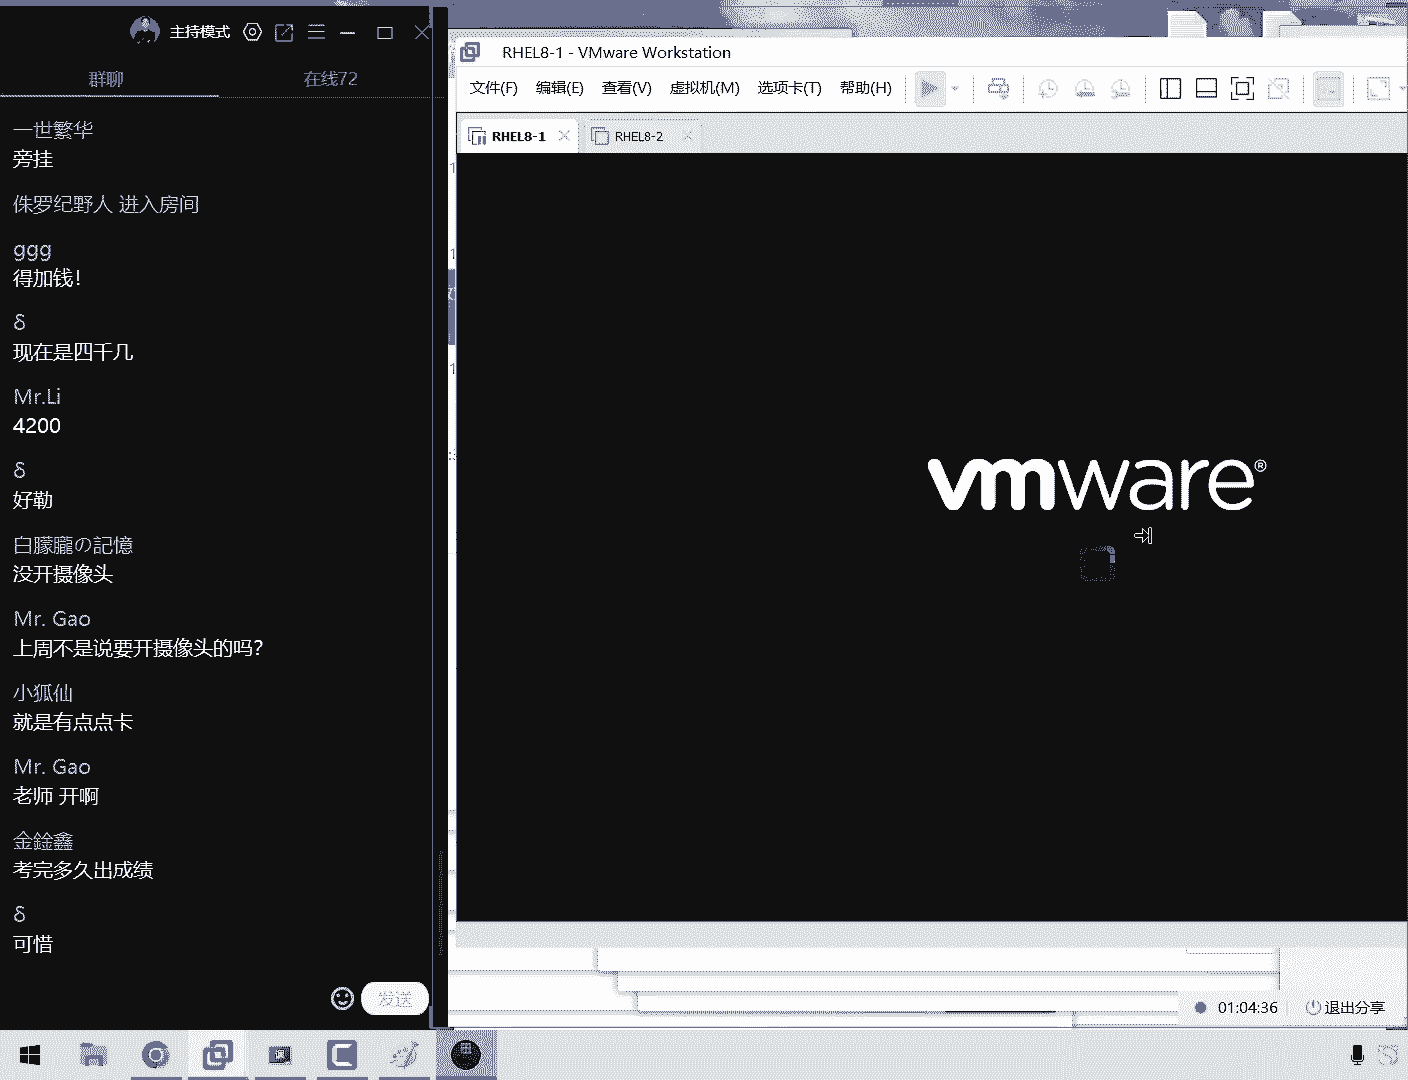 主持模式
群聊
在线72
一世繁华
旁挂
侏罗纪野人 进入房间
ggg
得加钱！
δ
现在是四千几
Mr.Li
4200
δ
好勒
白朦朧の記憶
没开摄像头
Mr. Gao
上周不是说要开摄像头的吗?
小狐仙
就是有点点卡
Mr. Gao
老师 开啊
金鍂鑫
考完多久出成绩
δ
可惜
发送
RHEL8-1 - VMware Workstation
文件(F) 编辑(E) 查看(V) 虚拟机(M) 选项卡(T) 帮助(H)
RHEL8-1
RHEL8-2
vmware®
01:04:36
退出分享